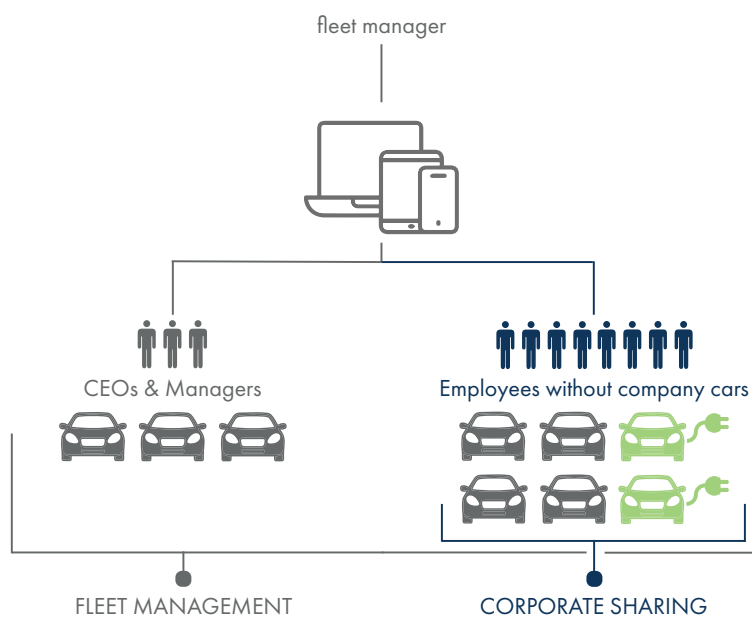 fleet manager
CEOs & Managers
Employees without company cars
FLEET MANAGEMENT
CORPORATE SHARING